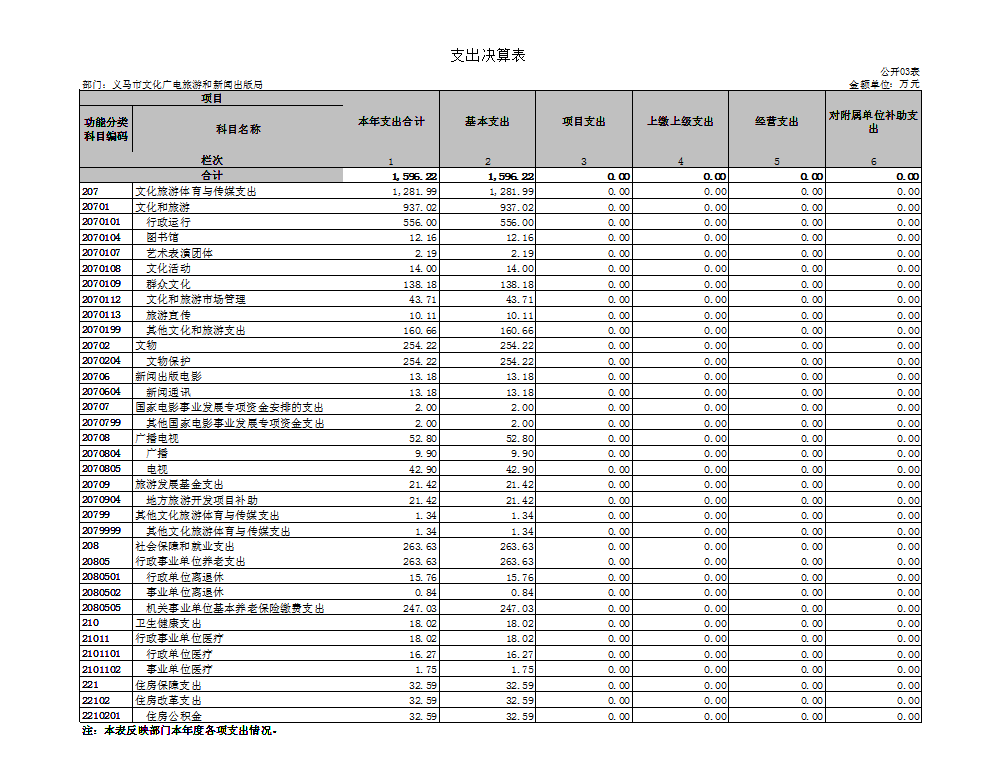 支出决算表
公开03表
部门：义马市文化广电旅游和新闻出版局 金额单位：万元
项目 本年支出合计 基本支出 项目支出 上缴上级支出 经营支出 对附属单位补助支出
功能分类科目编码 科目名称
栏次 1 2 3 4 5 6
合计 1,596.22 1,596.22 0.00 0.00 0.00 0.00
207 文化旅游体育与传媒支出 1,281.99 1,281.99 0.00 0.00 0.00 0.00
20701 文化和旅游 937.02 937.02 0.00 0.00 0.00 0.00
2070101 行政运行 556.00 556.00 0.00 0.00 0.00 0.00
2070104 图书馆 12.16 12.16 0.00 0.00 0.00 0.00
2070107 艺术表演团体 2.19 2.19 0.00 0.00 0.00 0.00
2070108 文化活动 14.00 14.00 0.00 0.00 0.00 0.00
2070109 群众文化 138.18 138.18 0.00 0.00 0.00 0.00
2070112 文化和旅游市场管理 43.71 43.71 0.00 0.00 0.00 0.00
2070113 旅游宣传 10.11 10.11 0.00 0.00 0.00 0.00
2070199 其他文化和旅游支出 160.66 160.66 0.00 0.00 0.00 0.00
20702 文物 254.22 254.22 0.00 0.00 0.00 0.00
2070204 文物保护 254.22 254.22 0.00 0.00 0.00 0.00
20706 新闻出版电影 13.18 13.18 0.00 0.00 0.00 0.00
2070604 新闻通讯 13.18 13.18 0.00 0.00 0.00 0.00
20707 国家电影事业发展专项资金安排的支出 2.00 2.00 0.00 0.00 0.00 0.00
2070799 其他国家电影事业发展专项资金支出 2.00 2.00 0.00 0.00 0.00 0.00
20708 广播电视 52.80 52.80 0.00 0.00 0.00 0.00
2070804 广播 9.90 9.90 0.00 0.00 0.00 0.00
2070805 电视 42.90 42.90 0.00 0.00 0.00 0.00
20709 旅游发展基金支出 21.42 21.42 0.00 0.00 0.00 0.00
2070904 地方旅游开发项目补助 21.42 21.42 0.00 0.00 0.00 0.00
20799 其他文化旅游体育与传媒支出 1.34 1.34 0.00 0.00 0.00 0.00
2079999 其他文化旅游体育与传媒支出 1.34 1.34 0.00 0.00 0.00 0.00
208 社会保障和就业支出 263.63 263.63 0.00 0.00 0.00 0.00
20805 行政事业单位养老支出 263.63 263.63 0.00 0.00 0.00 0.00
2080501 行政单位离退休 15.76 15.76 0.00 0.00 0.00 0.00
2080502 事业单位离退休 0.84 0.84 0.00 0.00 0.00 0.00
2080505 机关事业单位基本养老保险缴费支出 247.03 247.03 0.00 0.00 0.00 0.00
210 卫生健康支出 18.02 18.02 0.00 0.00 0.00 0.00
21011 行政事业单位医疗 18.02 18.02 0.00 0.00 0.00 0.00
2101101 行政单位医疗 16.27 16.27 0.00 0.00 0.00 0.00
2101102 事业单位医疗 1.75 1.75 0.00 0.00 0.00 0.00
221 住房保障支出 32.59 32.59 0.00 0.00 0.00 0.00
22102 住房改革支出 32.59 32.59 0.00 0.00 0.00 0.00
2210201 住房公积金 32.59 32.59 0.00 0.00 0.00 0.00
注：本表反映部门本年度各项支出情况。